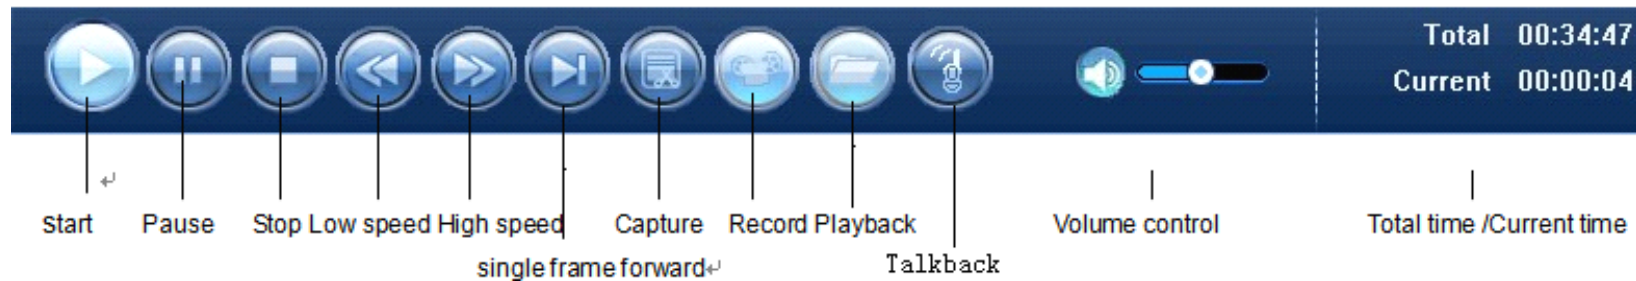 Total 00:34:47
Current 00:00:04
Start Pause Stop Low speed High speed Capture Record Playback Volume control Total time /Current time
single frame forward Talkback